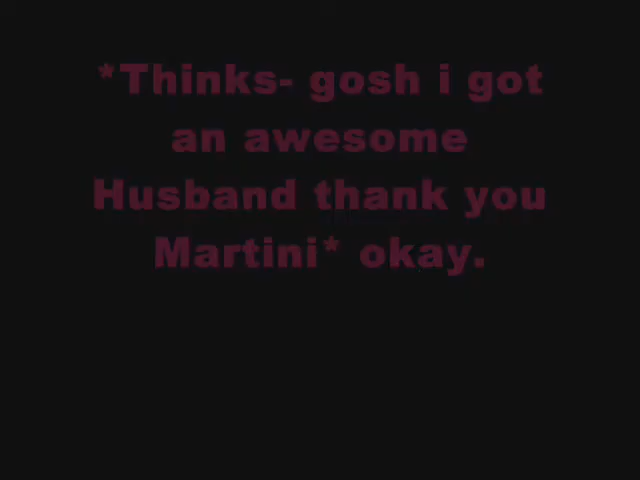 *Thinks- gosh i got
an awesome
Husband thank you
Martini* okay.